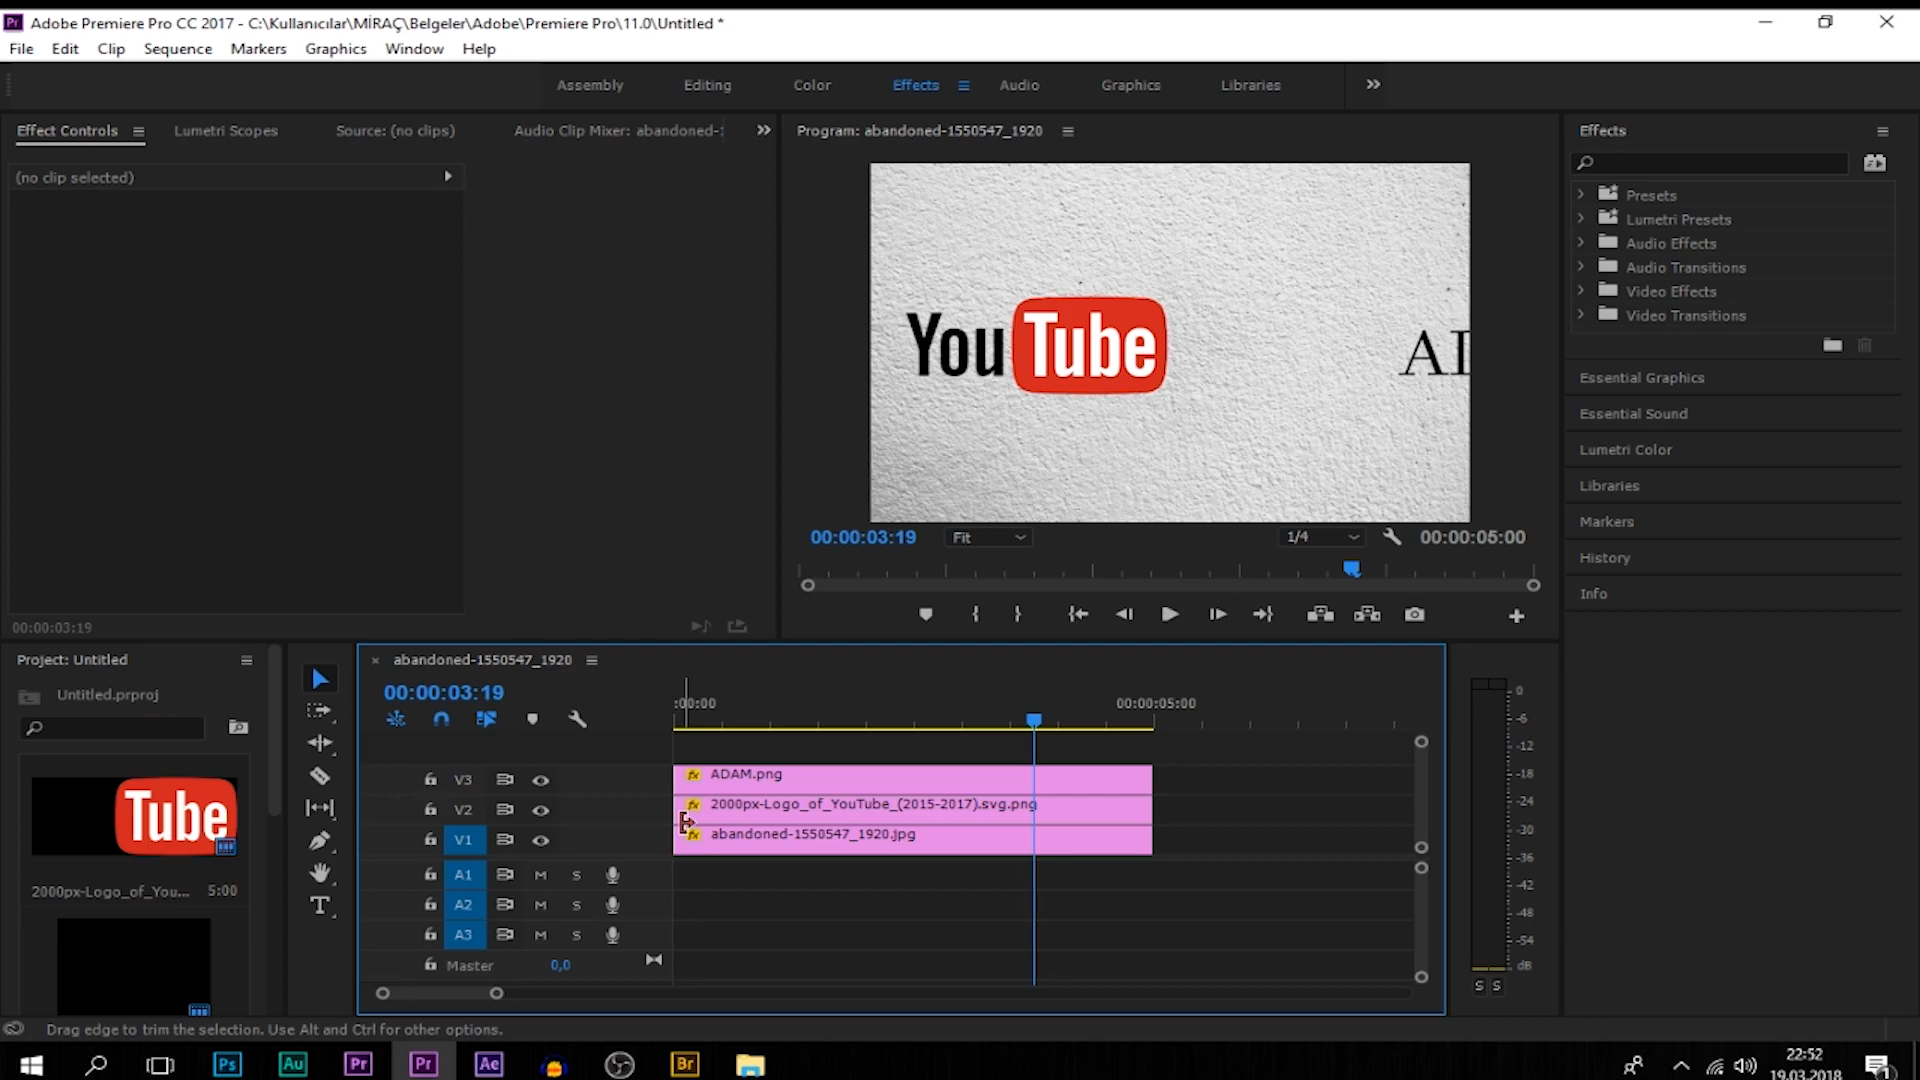 Adobe Premiere Pro CC 2017 - C:\Kullanıcılar\MİRAÇ\Belgeler\Adobe\Premiere Pro\11.0\Untitled *
File Edit Clip Sequence Markers Graphics Window Help
Assembly Editing Color Effects Audio Graphics Libraries
Effect Controls Lumetri Scopes Source: (no clips) Audio Clip Mixer: abandoned-
(no clip selected)
00:00:03:19
Program: abandoned-1550547_1920
YouTube
AD
00:00:03:19 Fit 1/4 00:00:05:00
Effects
Presets
Lumetri Presets
Audio Effects
Audio Transitions
Video Effects
Video Transitions
Essential Graphics
Essential Sound
Lumetri Color
Libraries
Markers
History
Info
Project: Untitled
Untitled.prproj
Tube
2000px-Logo_of_You... 5:00
abandoned-1550547_1920
00:00:03:19
:00:00 00:00:05:00
V3 fx ADAM.png
V2 fx 2000px-Logo_of_YouTube_(2015-2017).svg.png
V1 fx abandoned-1550547_1920.jpg
A1 M S
A2 M S
A3 M S
Master 0,0
0
-6
-12
-18
-24
-30
-36
-42
-48
-54
dB
S S
Drag edge to trim the selection. Use Alt and Ctrl for other options.
Ps Au Pr Pr Ae Br
22:52
19.03.2018
1